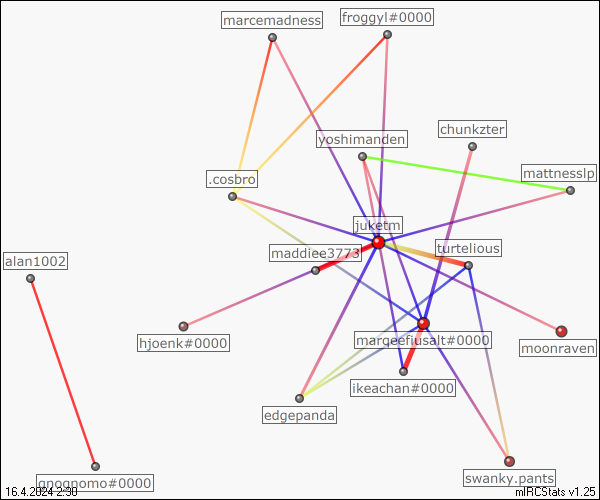 marcemadness
froggyl#0000
chunkzter
yoshimanden
mattnesslp
.cosbro
juketm
maddiee3773
turtelious
alan1002
hjoenk#0000
marqeefiusalt#0000
moonraven
ikeachan#0000
edgepanda
swanky.pants
gnognomo#0000
16.4.2024 2:30
mIRCStats v1.25